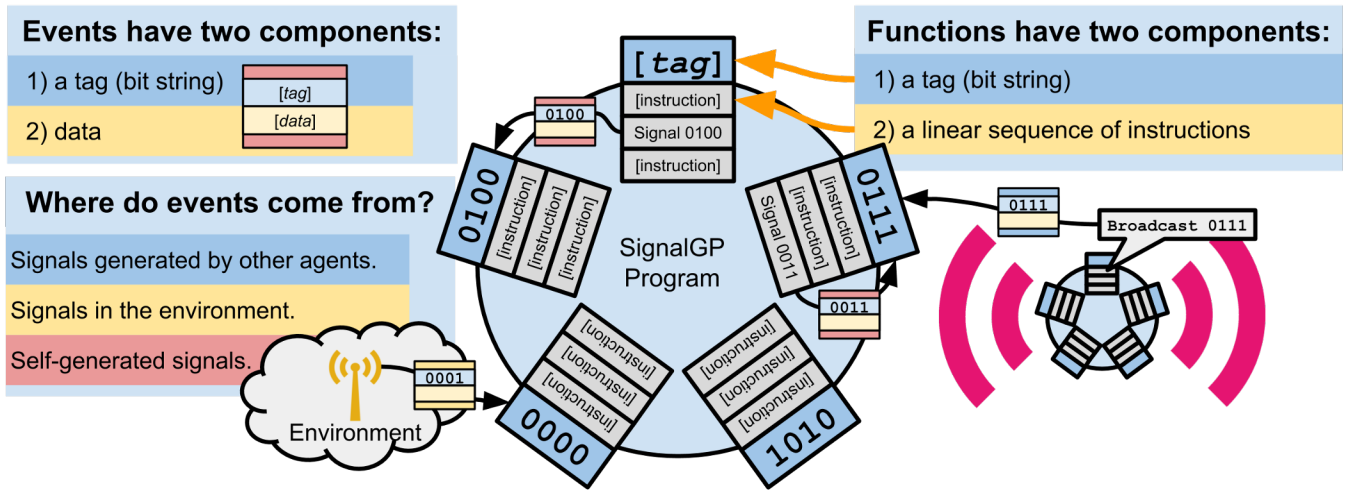 Events have two components:
1) a tag (bit string)
[tag]
2) data
[data]
Where do events come from?
Signals generated by other agents.
Signals in the environment.
Self-generated signals.
Environment
0001
[tag]
[instruction]
Signal 0100
[instruction]
0100
0100
[instruction]
[instruction]
[instruction]
SignalGP
Program
0111
[instruction]
[instruction]
Signal 0011
0011
[instruction]
[instruction]
[instruction]
0000
[instruction]
[instruction]
[instruction]
1010
Functions have two components:
1) a tag (bit string)
2) a linear sequence of instructions
0111
Broadcast 0111